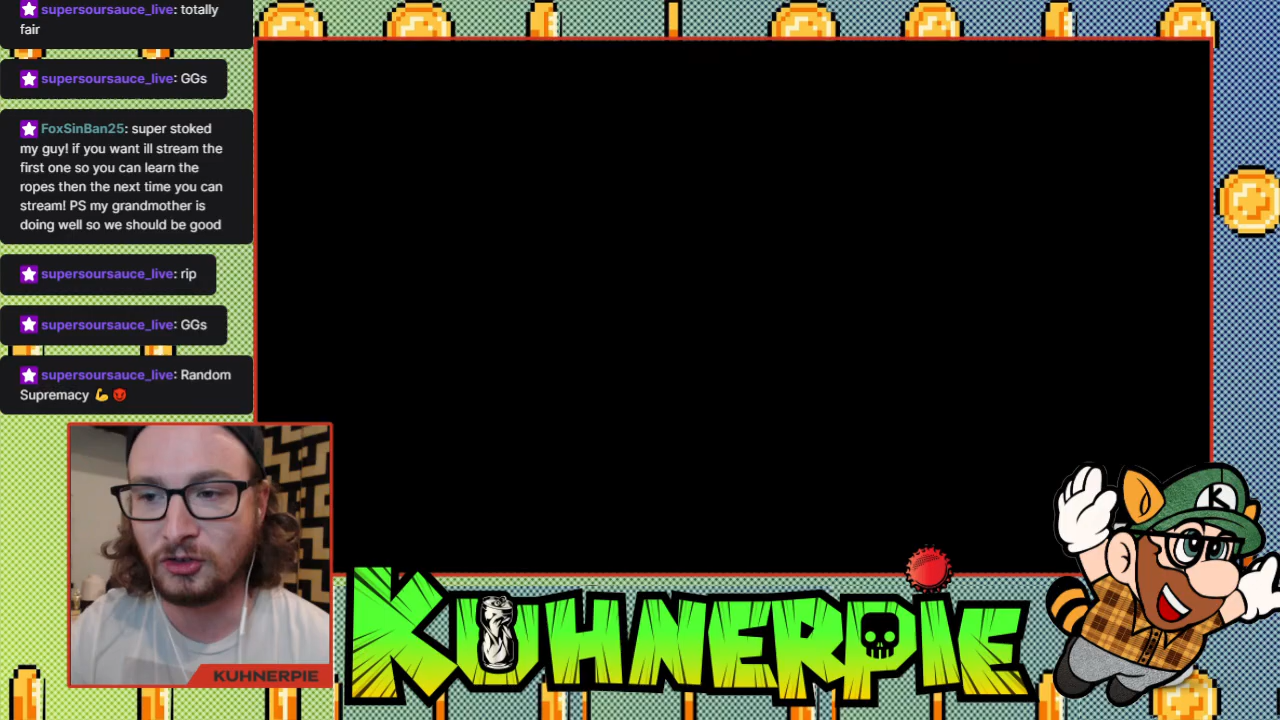 supersoursauce_live: totally
fair
supersoursauce_live: GGs
FoxSinBan25: super stoked
my guy! if you want ill stream the
first one so you can learn the
ropes then the next time you can
stream! PS my grandmother is
doing well so we should be good
supersoursauce_live: rip
supersoursauce_live: GGs
supersoursauce_live: Random
Supremacy 💪😡
KUHNERPIE
KUHNERPIE
K